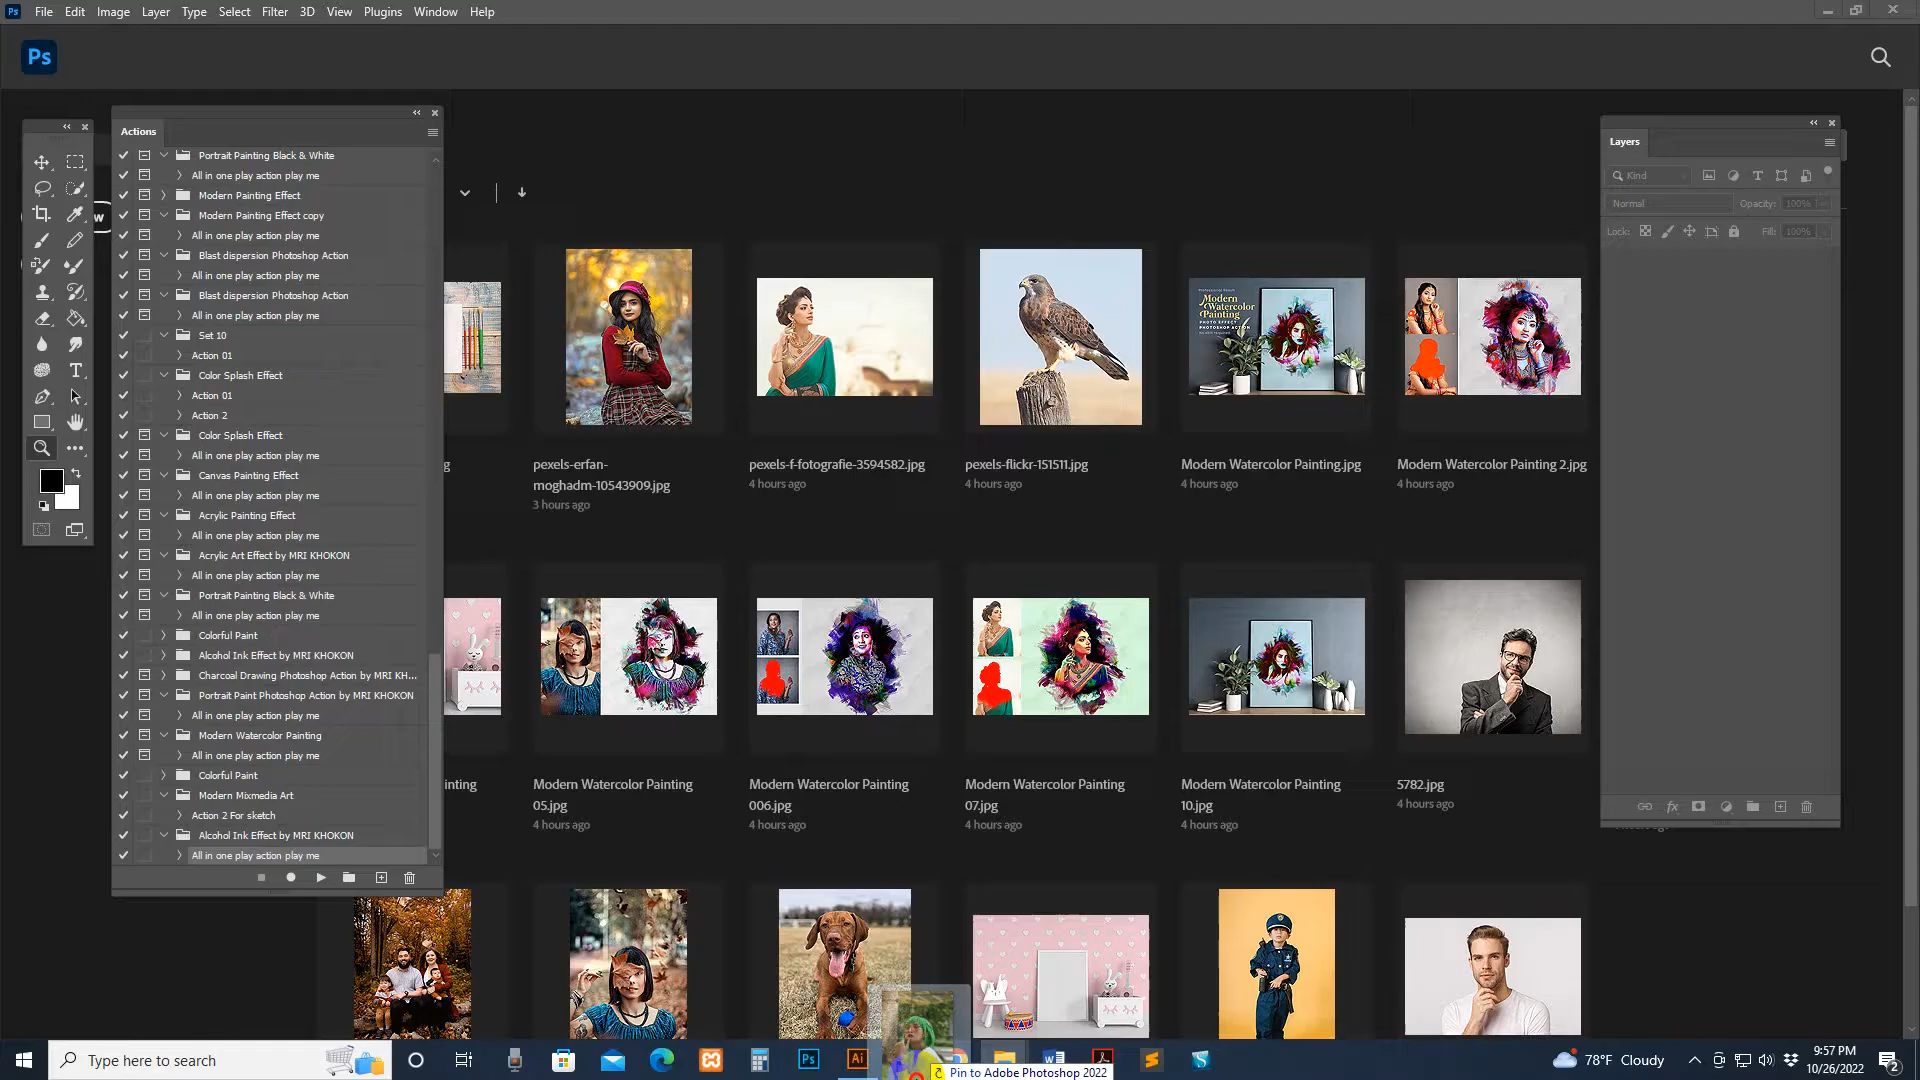 Ps File Edit Image Layer Type Select Filter 3D View Plugins Window Help
Ps
Actions
Portrait Painting Black & White
All in one play action play me
Modern Painting Effect
Modern Painting Effect copy
All in one play action play me
Blast dispersion Photoshop Action
All in one play action play me
Blast dispersion Photoshop Action
All in one play action play me
Set 10
Action 01
Color Splash Effect
Action 01
Action 2
Color Splash Effect
All in one play action play me
Canvas Painting Effect
All in one play action play me
Acrylic Painting Effect
All in one play action play me
Acrylic Art Effect by MRI KHOKON
All in one play action play me
Portrait Painting Black & White
All in one play action play me
Colorful Paint
Alcohol Ink Effect by MRI KHOKON
Charcoal Drawing Photoshop Action by MRI KH...
Portrait Paint Photoshop Action by MRI KHOKON
All in one play action play me
Modern Watercolor Painting
All in one play action play me
Colorful Paint
Modern Mixmedia Art
Action 2 For sketch
Alcohol Ink Effect by MRI KHOKON
All in one play action play me
w
Modern
Watercolor
Painting
PHOTO EFFECT
PHOTOSHOP ACTION
g
pexels-erfan-
moghadm-10543909.jpg
3 hours ago
pexels-f-fotografie-3594582.jpg
4 hours ago
pexels-flickr-151511.jpg
4 hours ago
Modern Watercolor Painting.jpg
4 hours ago
Modern Watercolor Painting 2.jpg
4 hours ago
inting
Modern Watercolor Painting
05.jpg
4 hours ago
Modern Watercolor Painting
006.jpg
4 hours ago
Modern Watercolor Painting
07.jpg
4 hours ago
Modern Watercolor Painting
10.jpg
4 hours ago
5782.jpg
4 hours ago
Layers
Kind
Normal Opacity: 100%
Lock: Fill: 100%
Type here to search
Ps
Ai
Pin to Adobe Photoshop 2022
78°F Cloudy
9:57 PM
10/26/2022
2